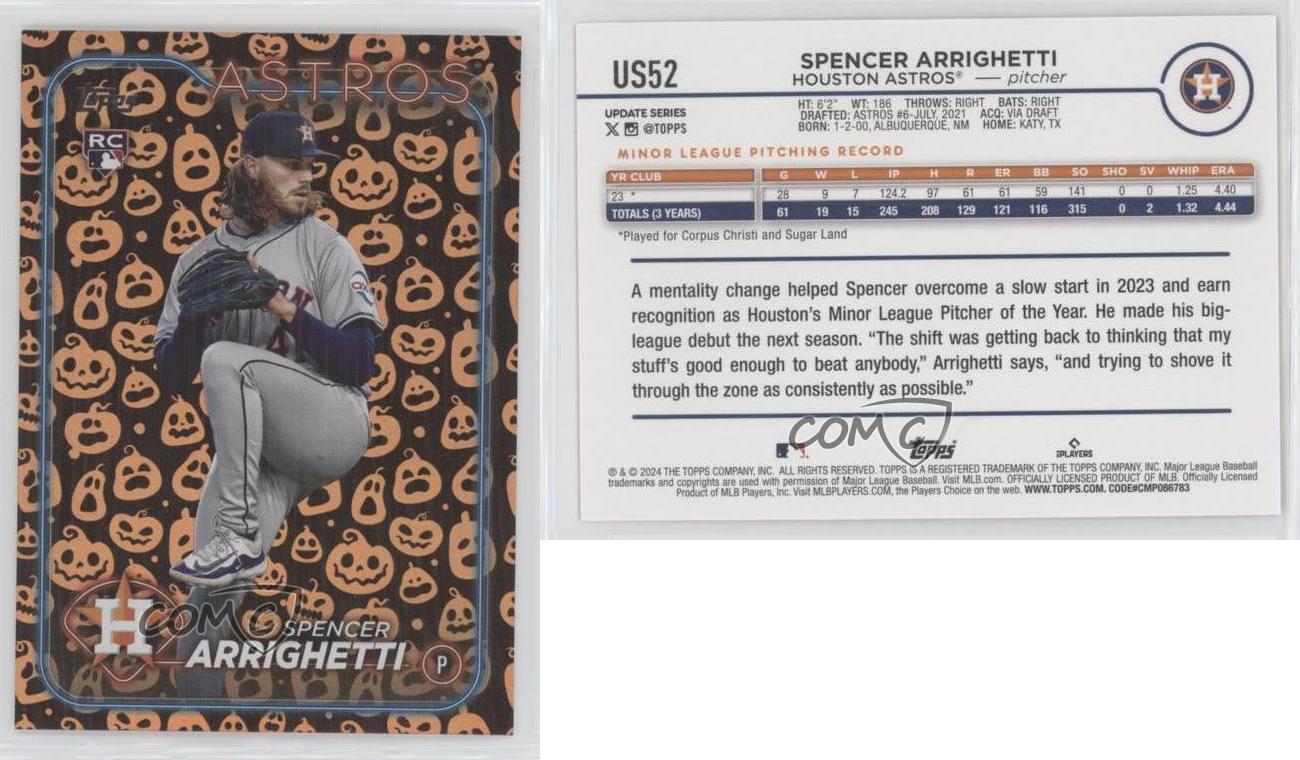 ASTROS
Topps
RC
SPENCER
ARRIGHETTI
P
H
COMC
US52
SPENCER ARRIGHETTI
HOUSTON ASTROS® — pitcher
H
UPDATE SERIES
@TOPPS
HT: 6'2" WT: 186 THROWS: RIGHT BATS: RIGHT
DRAFTED: ASTROS #6-JULY, 2021 ACQ: VIA DRAFT
BORN: 1-2-00, ALBUQUERQUE, NM HOME: KATY, TX
MINOR LEAGUE PITCHING RECORD
YR CLUB G W L IP H R ER BB SO SHO SV WHIP ERA
23 * 28 9 7 124.2 97 61 61 59 141 0 0 1.25 4.40
TOTALS (3 YEARS) 61 19 15 245 208 129 121 116 315 0 2 1.32 4.44
*Played for Corpus Christi and Sugar Land
A mentality change helped Spencer overcome a slow start in 2023 and earn
recognition as Houston's Minor League Pitcher of the Year. He made his big-
league debut the next season. “The shift was getting back to thinking that my
stuff's good enough to beat anybody,” Arrighetti says, “and trying to shove it
through the zone as consistently as possible.”
COMC
Topps
PLAYERS
® & © 2024 THE TOPPS COMPANY, INC. ALL RIGHTS RESERVED. TOPPS IS A REGISTERED TRADEMARK OF THE TOPPS COMPANY, INC. Major League Baseball
trademarks and copyrights are used with permission of Major League Baseball. Visit MLB.com. OFFICIALLY LICENSED PRODUCT OF MLB. Officially Licensed
Product of MLB Players, Inc. Visit MLBPLAYERS.COM, the Players Choice on the web. WWW.TOPPS.COM. CODE#CMP086783